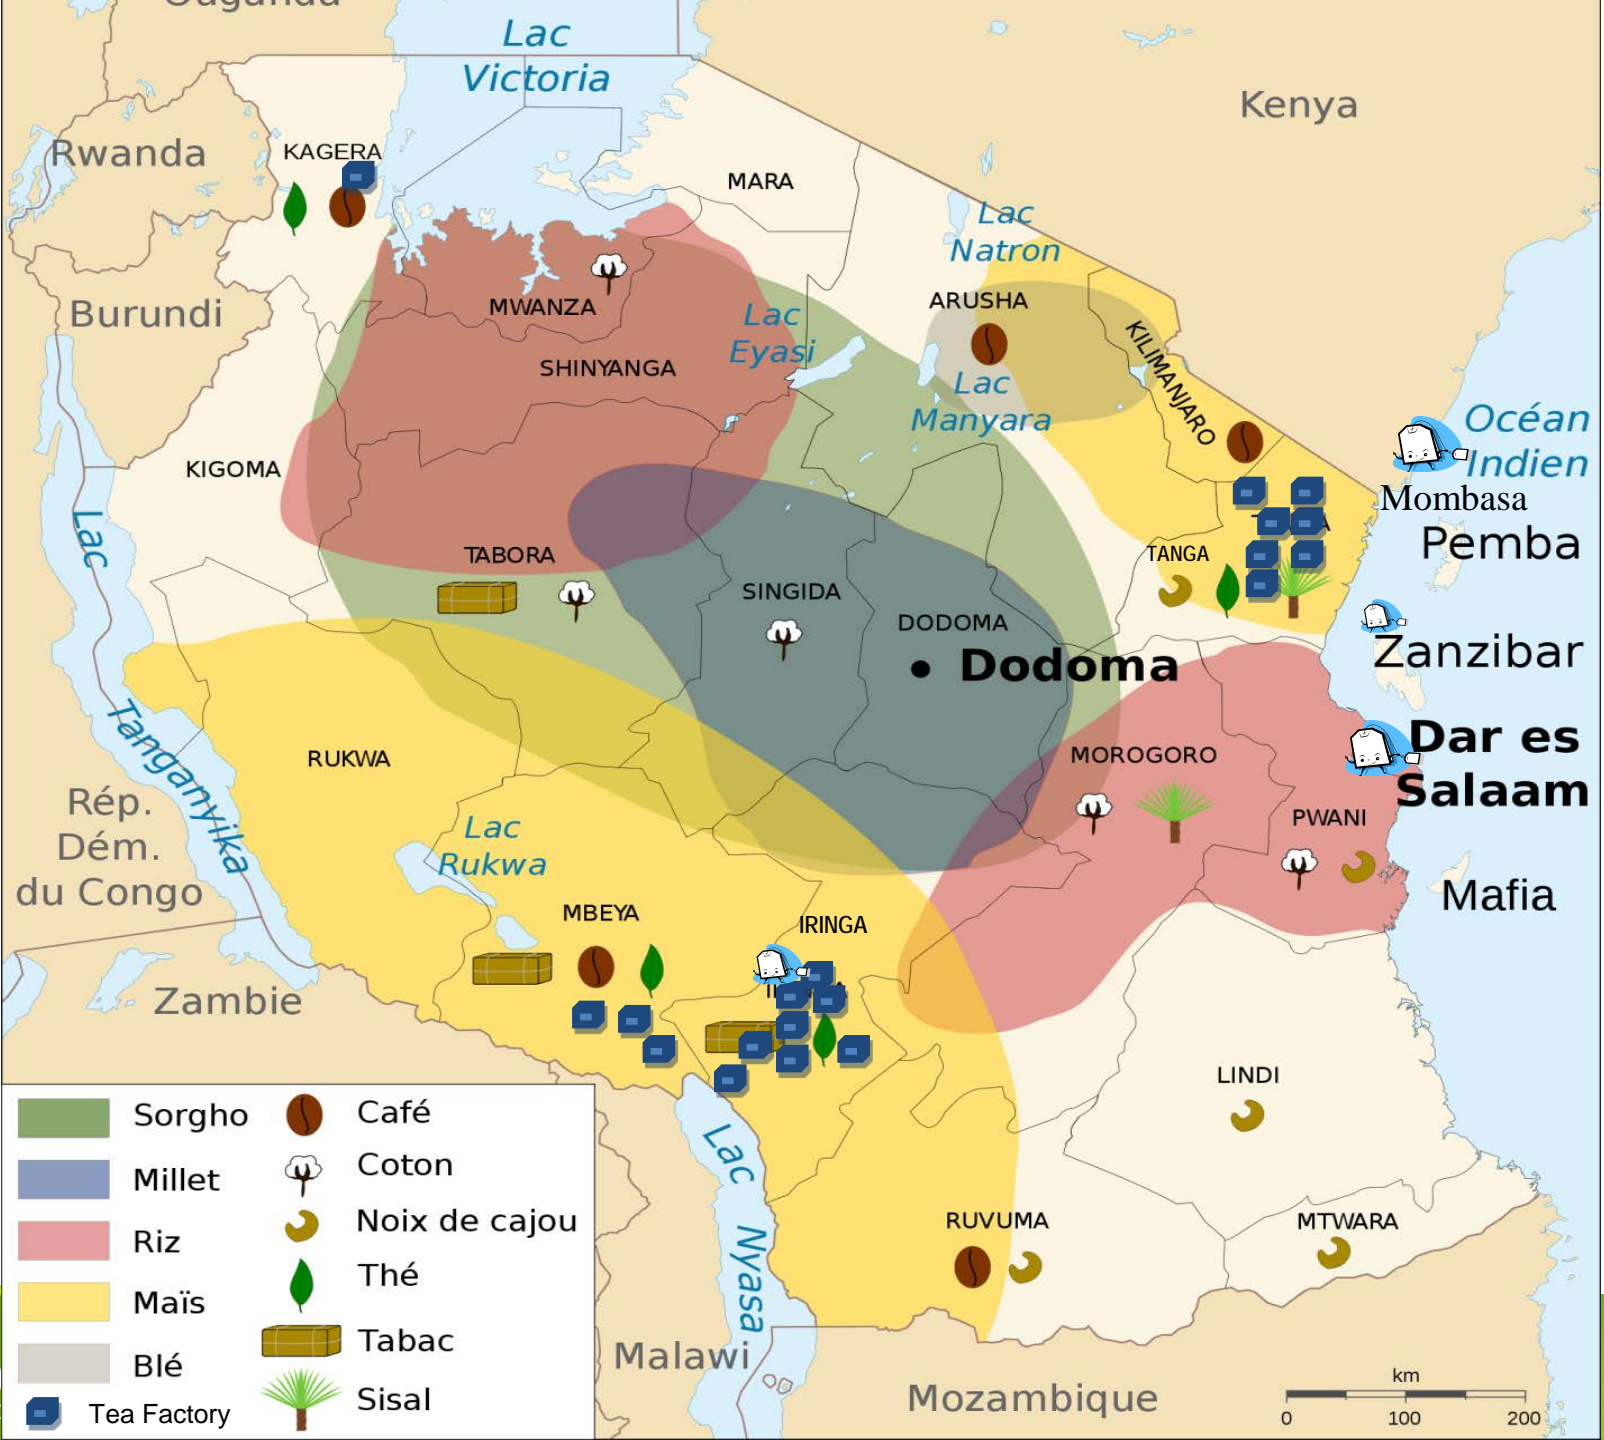 Ouganda
Lac
Victoria
Kenya
Rwanda
KAGERA
MARA
Lac
Natron
Burundi
MWANZA
ARUSHA
Lac
Eyasi
KILIMANJARO
SHINYANGA
Lac
Manyara
Océan
Indien
KIGOMA
Mombasa
Pemba
Lac
Tanganyika
TABORA
TANGA
SINGIDA
DODOMA
Dodoma
Zanzibar
Dar es
Salaam
RUKWA
MOROGORO
PWANI
Rép.
Dém.
du Congo
Lac
Rukwa
Mafia
MBEYA
IRINGA
Zambie
LINDI
Lac
Nyasa
RUVUMA
MTWARA
Malawi
Mozambique
Sorgho
Millet
Riz
Maïs
Blé
Tea Factory
Café
Coton
Noix de cajou
Thé
Tabac
Sisal
km
0 100 200